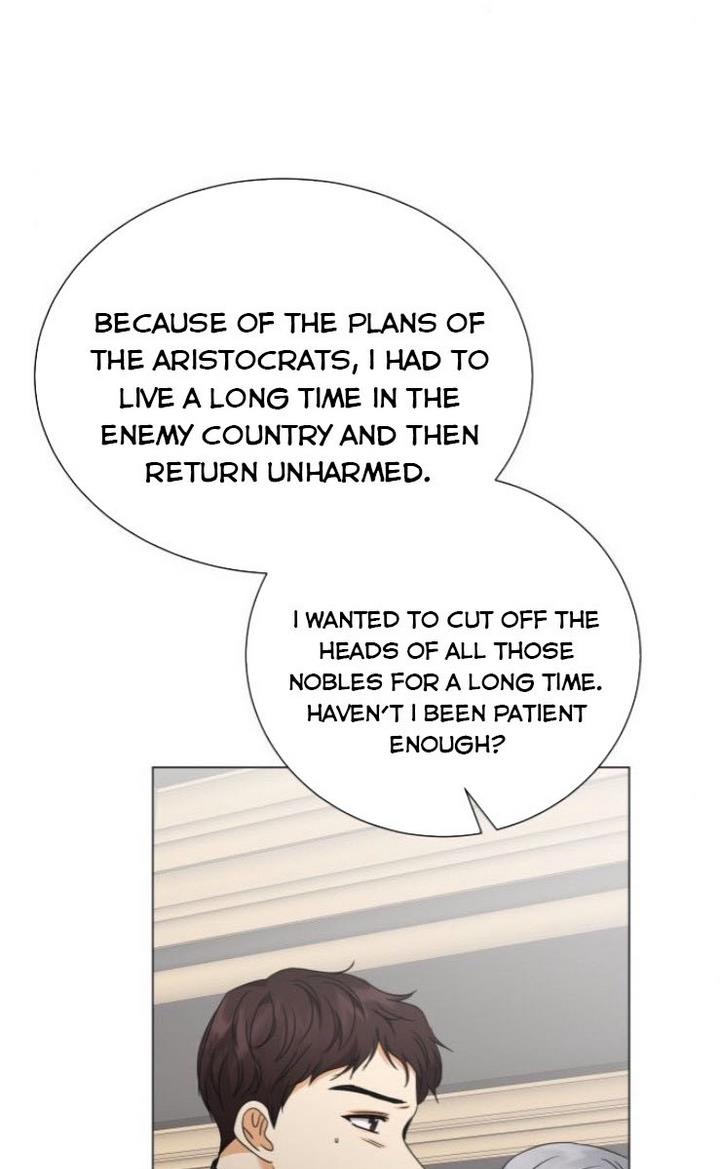 BECAUSE OF THE PLANS OF
THE ARISTOCRATS, I HAD TO
LIVE A LONG TIME IN THE
ENEMY COUNTRY AND THEN
RETURN UNHARMED.
I WANTED TO CUT OFF THE
HEADS OF ALL THOSE
NOBLES FOR A LONG TIME.
HAVEN'T I BEEN PATIENT
ENOUGH?